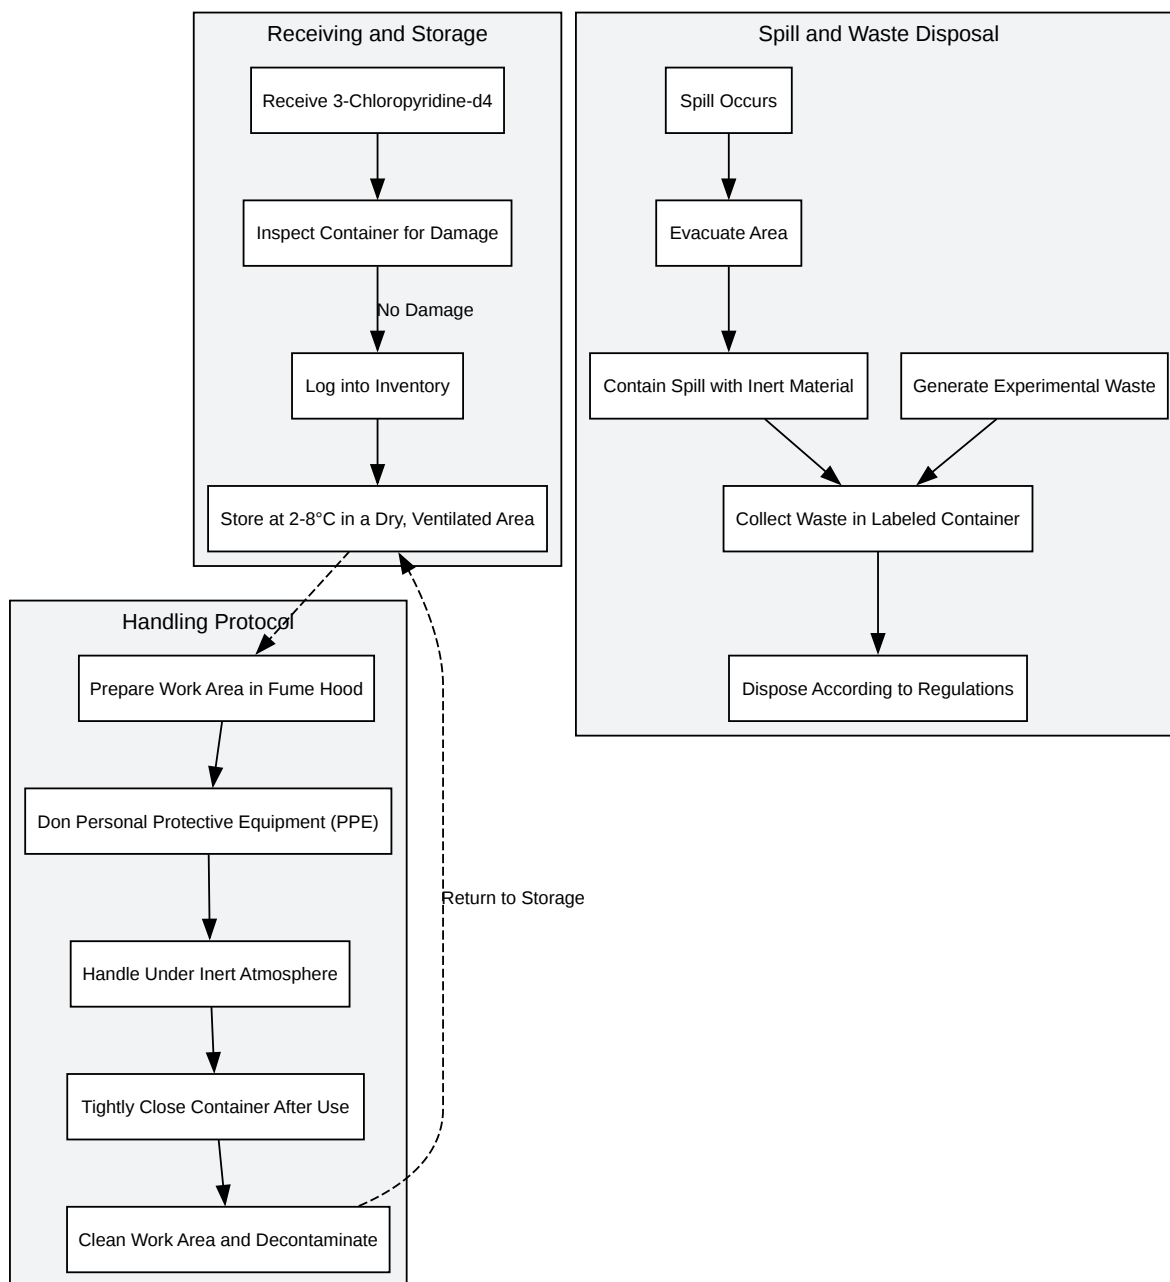 Receiving and Storage
Receive 3-Chloropyridine-d4
Inspect Container for Damage
No Damage
Log into Inventory
Store at 2-8°C in a Dry, Ventilated Area
Handling Protocol
Prepare Work Area in Fume Hood
Don Personal Protective Equipment (PPE)
Handle Under Inert Atmosphere
Tightly Close Container After Use
Clean Work Area and Decontaminate
Return to Storage
Spill and Waste Disposal
Spill Occurs
Evacuate Area
Contain Spill with Inert Material
Generate Experimental Waste
Collect Waste in Labeled Container
Dispose According to Regulations